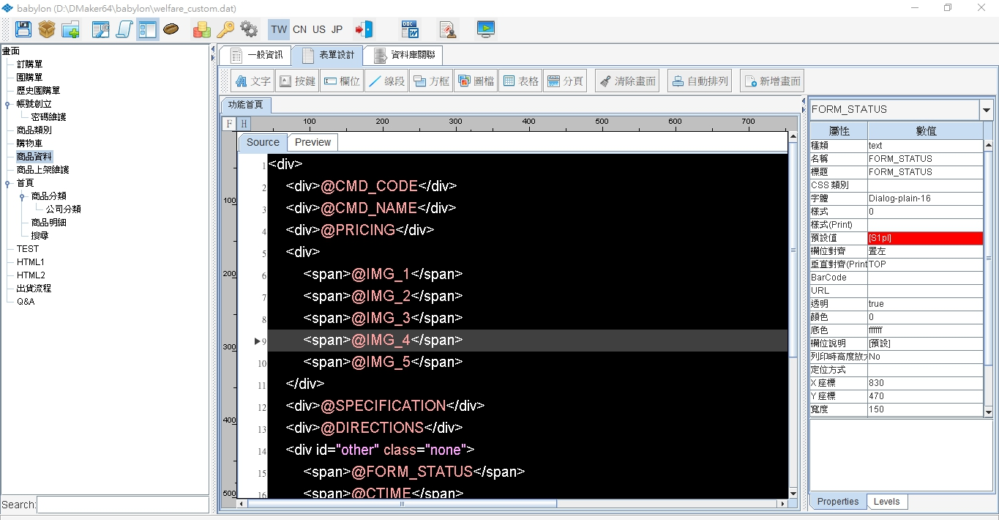 babylon (D:\DMaker64\babylon\welfare_custom.dat)
TW CN US JP
畫面
訂購單
團購單
歷史團購單
帳號創立
密碼維護
商品類別
購物車
商品資料
商品上架維護
首頁
商品分類
公司分類
商品明細
搜尋
TEST
HTML1
HTML2
出貨流程
Q&A
Search:
一般資訊 表單設計 資料庫關聯
文字 按鍵 欄位 線段 方框 圖檔 表格 分頁 清除畫面 自動排列 新增畫面
功能首頁
F H 100 200 300 400 500 600 700
100
200
300
400
500
Source Preview
1 <div>
2 <div>@CMD_CODE</div>
3 <div>@CMD_NAME</div>
4 <div>@PRICING</div>
5 <div>
6 <span>@IMG_1</span>
7 <span>@IMG_2</span>
8 <span>@IMG_3</span>
9 <span>@IMG_4</span>
10 <span>@IMG_5</span>
11 </div>
12 <div>@SPECIFICATION</div>
13 <div>@DIRECTIONS</div>
14 <div id="other" class="none">
15 <span>@FORM_STATUS</span>
16 <span>@CTIME</span>
FORM_STATUS
屬性 數值
種類 text
名稱 FORM_STATUS
標題 FORM_STATUS
CSS 類別
字體 Dialog-plain-16
樣式 0
樣式(Print)
預設值 [S1pl]
欄位對齊 置左
垂直對齊(Print TOP
BarCode
URL
透明 true
顏色 0
底色 ffffff
欄位說明 [預設]
列印時高度放大 No
定位方式
X 座標 830
Y 座標 470
寬度 150
Properties Levels